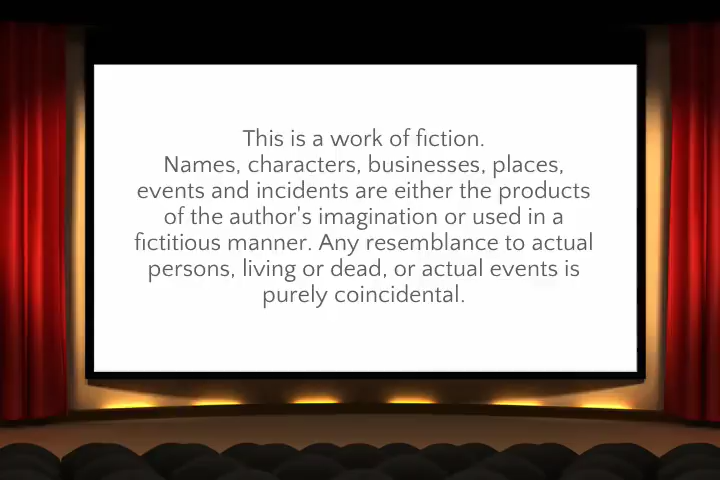 This is a work of fiction.
Names, characters, businesses, places,
events and incidents are either the products
of the author's imagination or used in a
fictitious manner. Any resemblance to actual
persons, living or dead, or actual events is
purely coincidental.